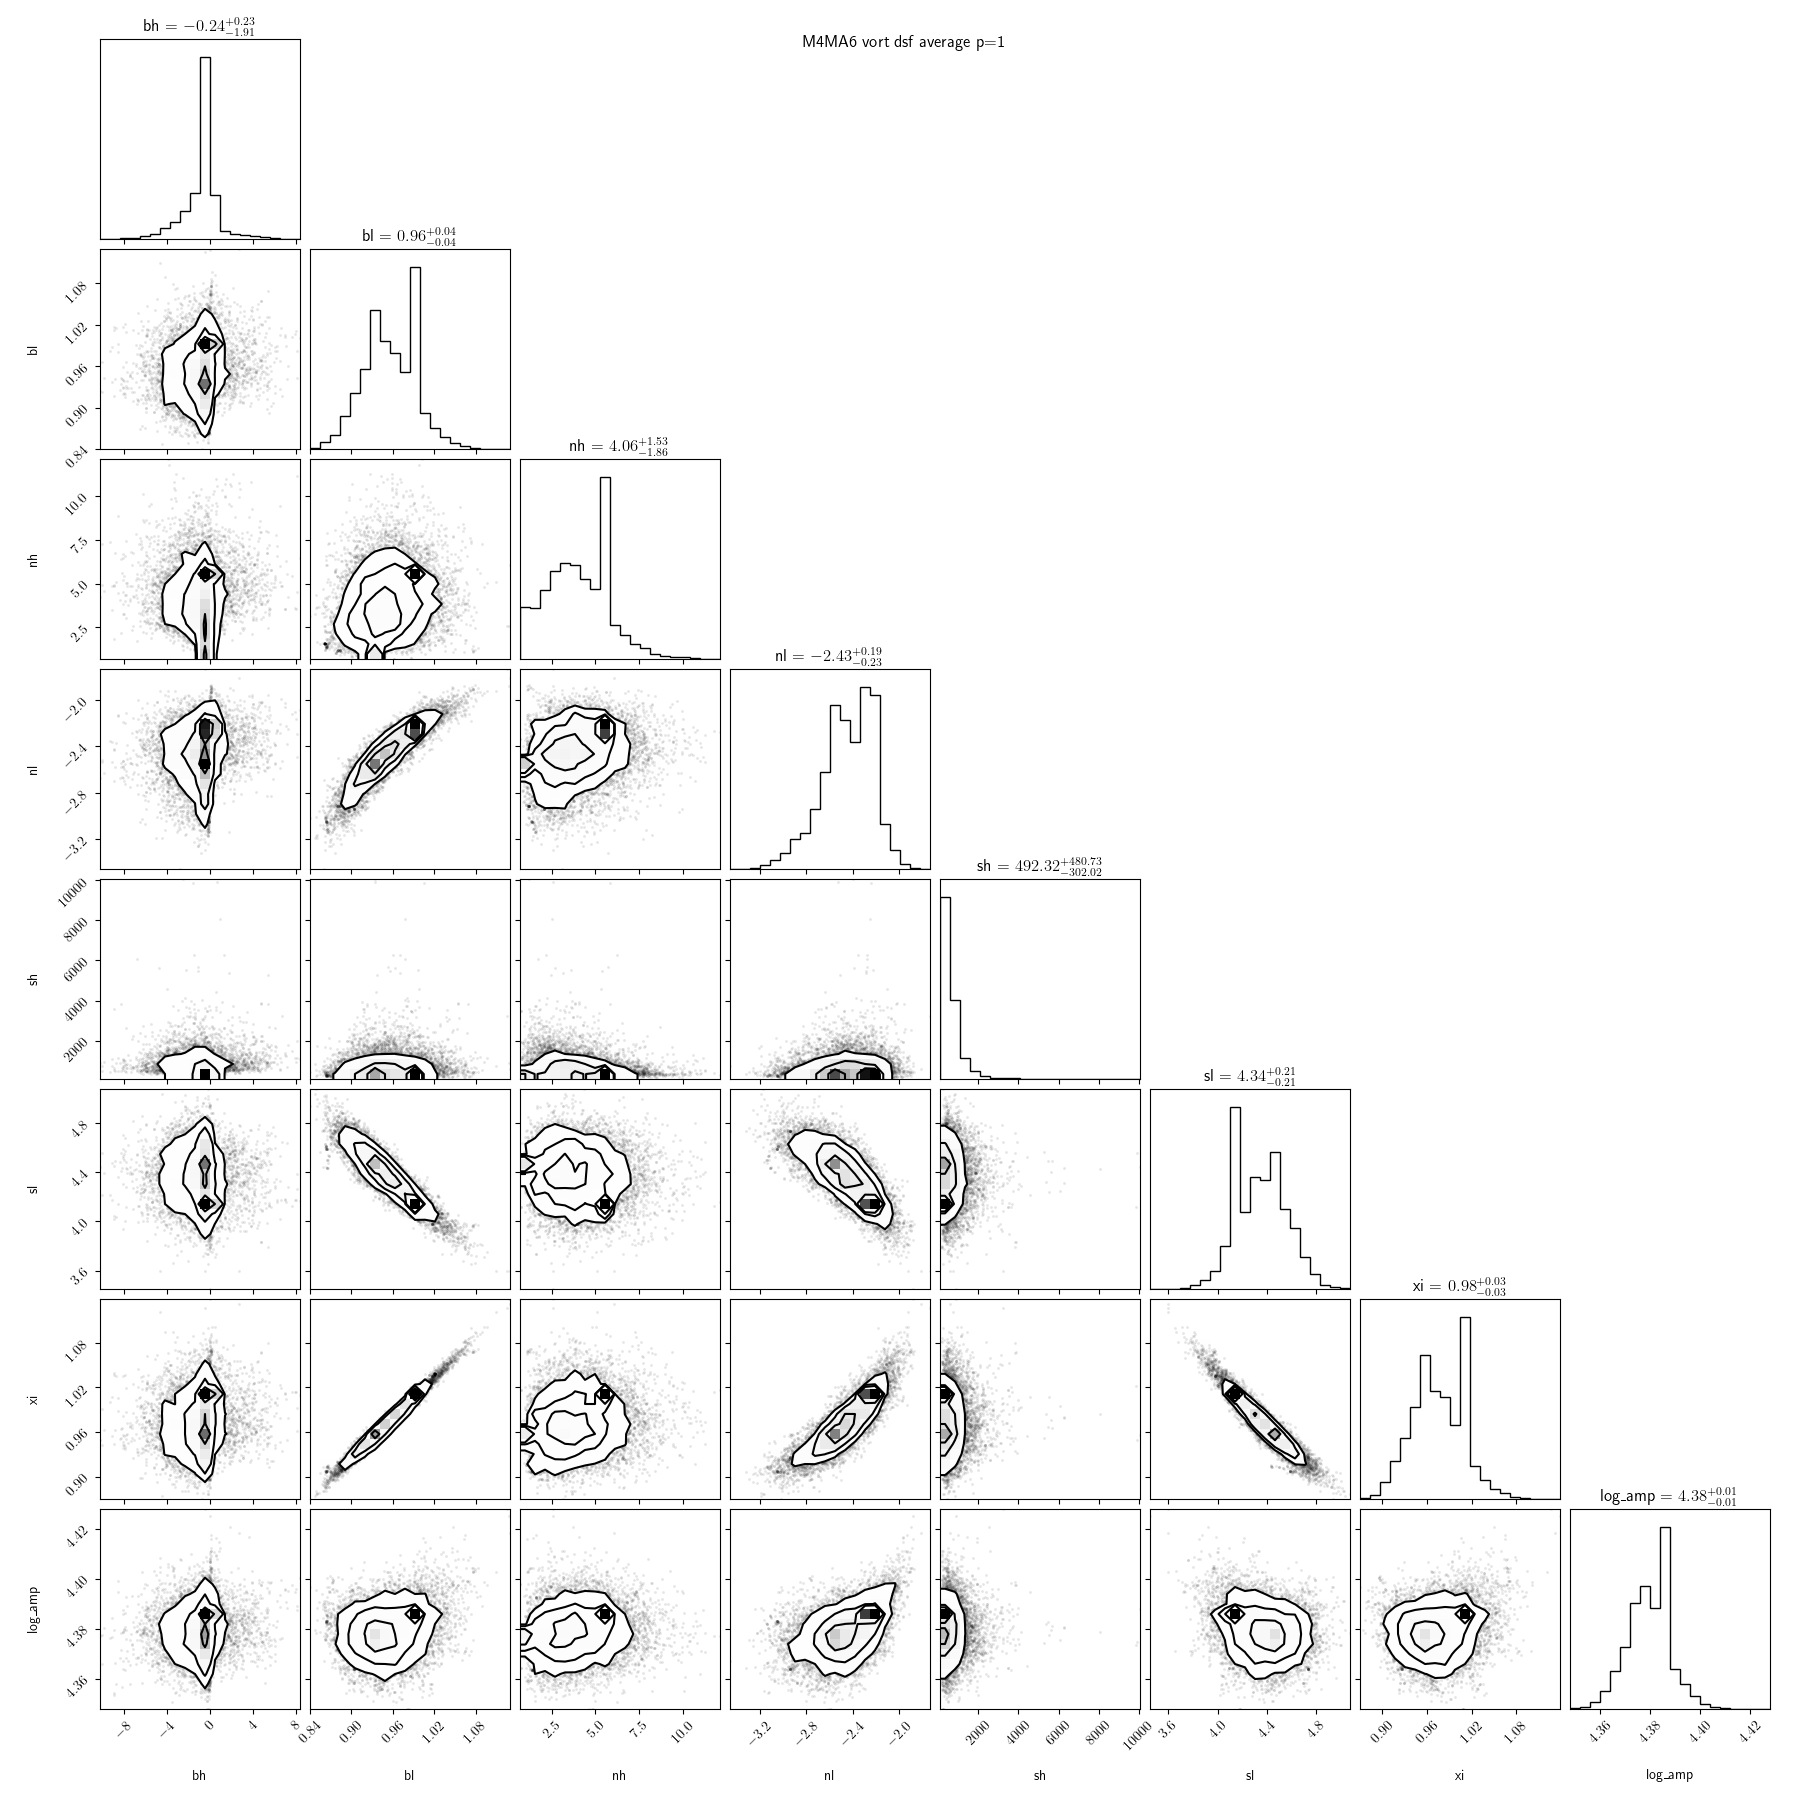 M4MA6 vort dsf average p=1
bh = −0.24 +0.23 −1.91
bl = 0.96 +0.04 −0.04
1.08
1.02
0.96
0.90
0.84
bl
nh = 4.06 +1.53 −1.86
10.0
7.5
5.0
2.5
nh
nl = −2.43 +0.19 −0.23
−2.0
−2.4
−2.8
−3.2
nl
sh = 492.32 +480.73 −302.02
10000
8000
6000
4000
2000
sh
sl = 4.34 +0.21 −0.21
4.8
4.4
4.0
3.6
sl
xi = 0.98 +0.03 −0.03
1.08
1.02
0.96
0.90
xi
log_amp = 4.38 +0.01 −0.01
4.42
4.40
4.38
4.36
log_amp
−8 −4 0 4 8 0.84 0.90 0.96 1.02 1.08 2.5 5.0 7.5 10.0 −3.2 −2.8 −2.4 −2.0 2000 4000 6000 8000 10000 3.6 4.0 4.4 4.8 0.90 0.96 1.02 1.08 4.36 4.38 4.40 4.42
bh bl nh nl sh sl xi log_amp